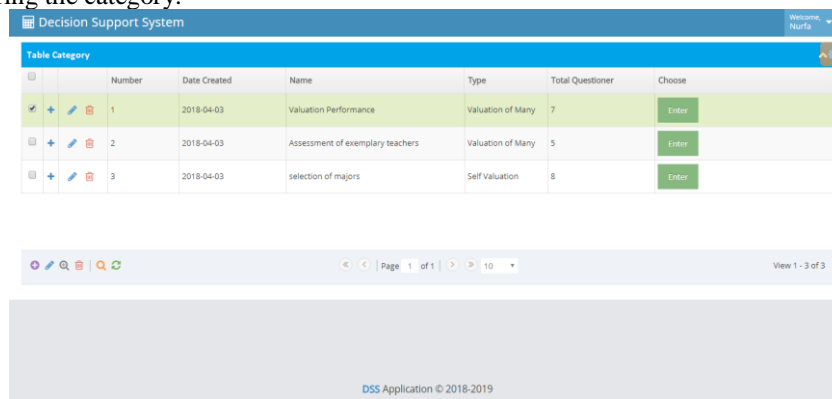 ring the category.
Decision Support System
Welcome,
Nurfa
Table Category
Number Date Created Name Type Total Questioner Choose
1 2018-04-03 Valuation Performance Valuation of Many 7 Enter
2 2018-04-03 Assessment of exemplary teachers Valuation of Many 5 Enter
3 2018-04-03 selection of majors Self Valuation 8 Enter
Page 1 of 1 10 View 1 - 3 of 3
DSS Application © 2018-2019